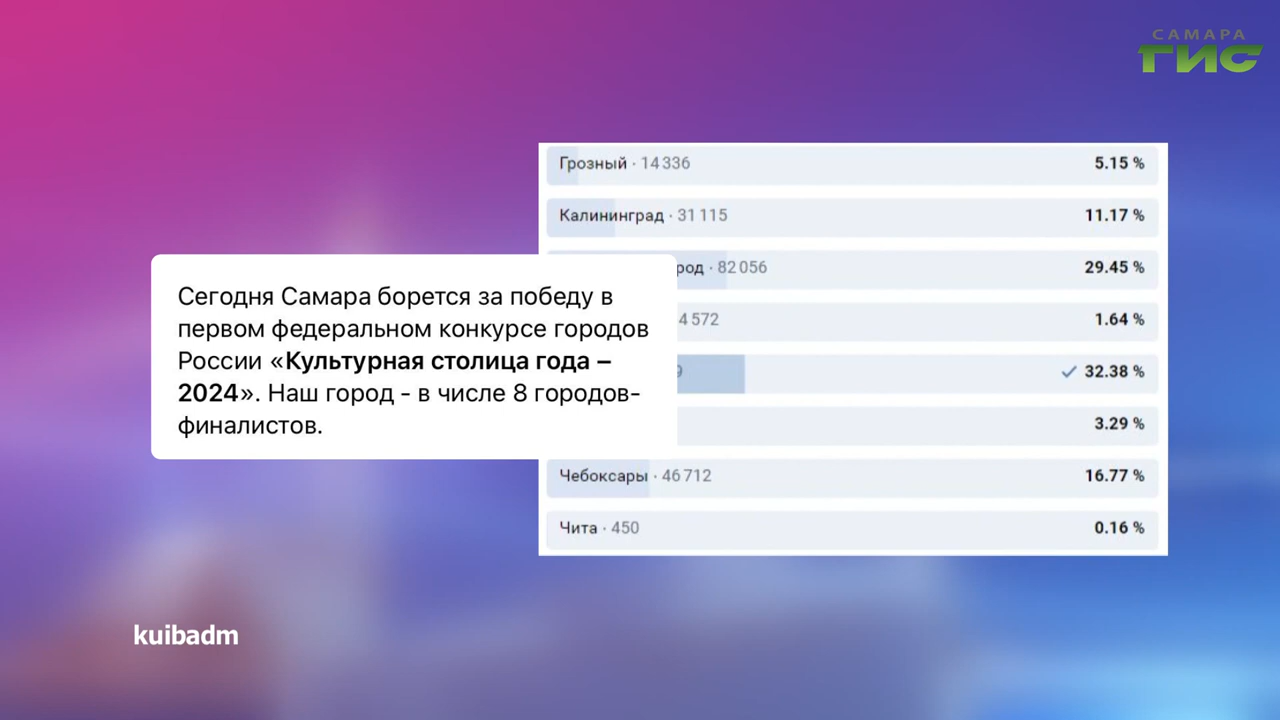 САМАРА
ГИС
Грозный · 14 336 5.15 %
Калининград · 31 115 11.17 %
род · 82 056 29.45 %
4 572 1.64 %
9 32.38 %
3.29 %
Чебоксары · 46 712 16.77 %
Чита · 450 0.16 %
Сегодня Самара борется за победу в
первом федеральном конкурсе городов
России «Культурная столица года –
2024». Наш город - в числе 8 городов-
финалистов.
kuibadm